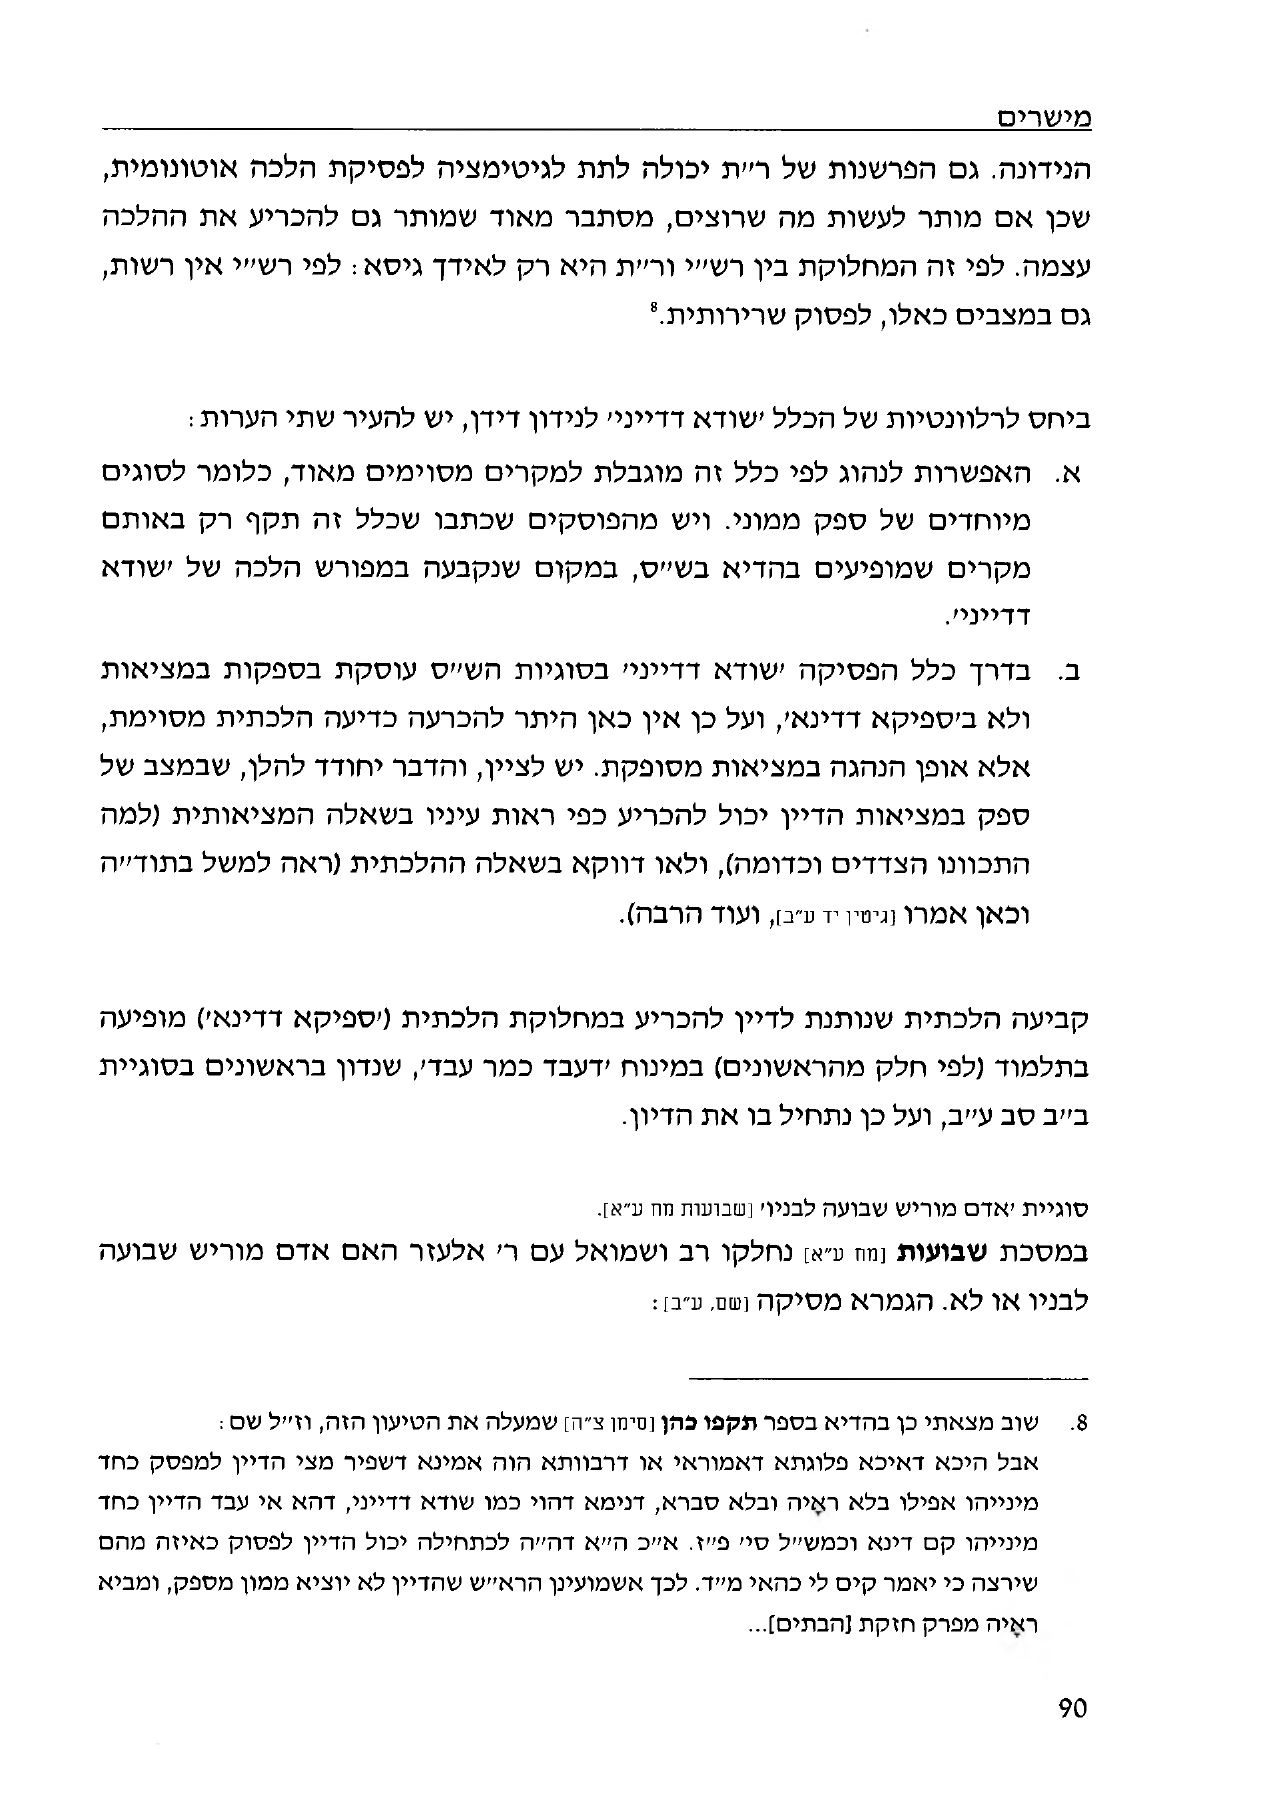 מישרים
הנידונה. גם הפרשנות של ר״ת יכולה לתת לגיטימציה לפסיקת הלכה אוטונומית,
שכן אם מותר לעשות מה שרוצים, מסתבר מאוד שמותר גם להכריע את ההלכה
עצמה. לפי זה המחלוקת בין רש״י ור״ת היא רק לאידך גיסא: לפי רש״י אין רשות,
גם במצבים כאלו, לפסוק שרירותית.8
ביחס לרלוונטיות של הכלל ׳שודא דדייני׳ לנידון דידן, יש להעיר שתי הערות:
א. האפשרות לנהוג לפי כלל זה מוגבלת למקרים מסוימים מאוד, כלומר לסוגים
מיוחדים של ספק ממוני. ויש מהפוסקים שכתבו שכלל זה תקף רק באותם
מקרים שמופיעים בהדיא בש״ס, במקום שנקבעה במפורש הלכה של ׳שודא
דדייני׳.
ב. בדרך כלל הפסיקה ׳שודא דדייני׳ בסוגיות הש״ס עוסקת בספקות במציאות
ולא ב׳ספיקא דדינא׳, ועל כן אין כאן היתר להכרעה כדיעה הלכתית מסוימת,
אלא אופן הנהגה במציאות מסופקת. יש לציין, והדבר יחודד להלן, שבמצב של
ספק במציאות הדיין יכול להכריע כפי ראות עיניו בשאלה המציאותית (למה
התכוונו הצדדים וכדומה), ולאו דווקא בשאלה ההלכתית (ראה למשל בתוד״ה
וכאן אמרו [גיטין יד ע״ב], ועוד הרבה).
קביעה הלכתית שנותנת לדיין להכריע במחלוקת הלכתית (׳ספיקא דדינא׳) מופיעה
בתלמוד (לפי חלק מהראשונים) במינוח ׳דעבד כמר עבד׳, שנדון בראשונים בסוגיית
ב״ב סב ע״ב, ועל כן נתחיל בו את הדיון.
סוגיית ׳אדם מוריש שבועה לבניו׳ [שבועות מח ע״א].
במסכת שבועות [מח ע״א] נחלקו רב ושמואל עם ר׳ אלעזר האם אדם מוריש שבועה
לבניו או לא. הגמרא מסיקה [שם, ע״ב]:
8. שוב מצאתי כן בהדיא בספר תקפו כהן [סימן צ״ה] שמעלה את הטיעון הזה, וז״ל שם:
אבל היכא דאיכא פלוגתא דאמוראי או דרבוותא הוה אמינא דשפיר מצי הדיין למפסק כחד
מינייהו אפילו בלא ראיה ובלא סברא, דנימא דהוי כמו שודא דדייני, דהא אי עבד הדיין כחד
מינייהו קם דינא וכמש״ל סי׳ פ״ז. א״כ ה״א דה״ה לכתחילה יכול הדיין לפסוק כאיזה מהם
שירצה כי יאמר קים לי כהאי מ״ד. לכך אשמועינן הרא״ש שהדיין לא יוציא ממון מספק, ומביא
ראיה מפרק חזקת [הבתים]...
90